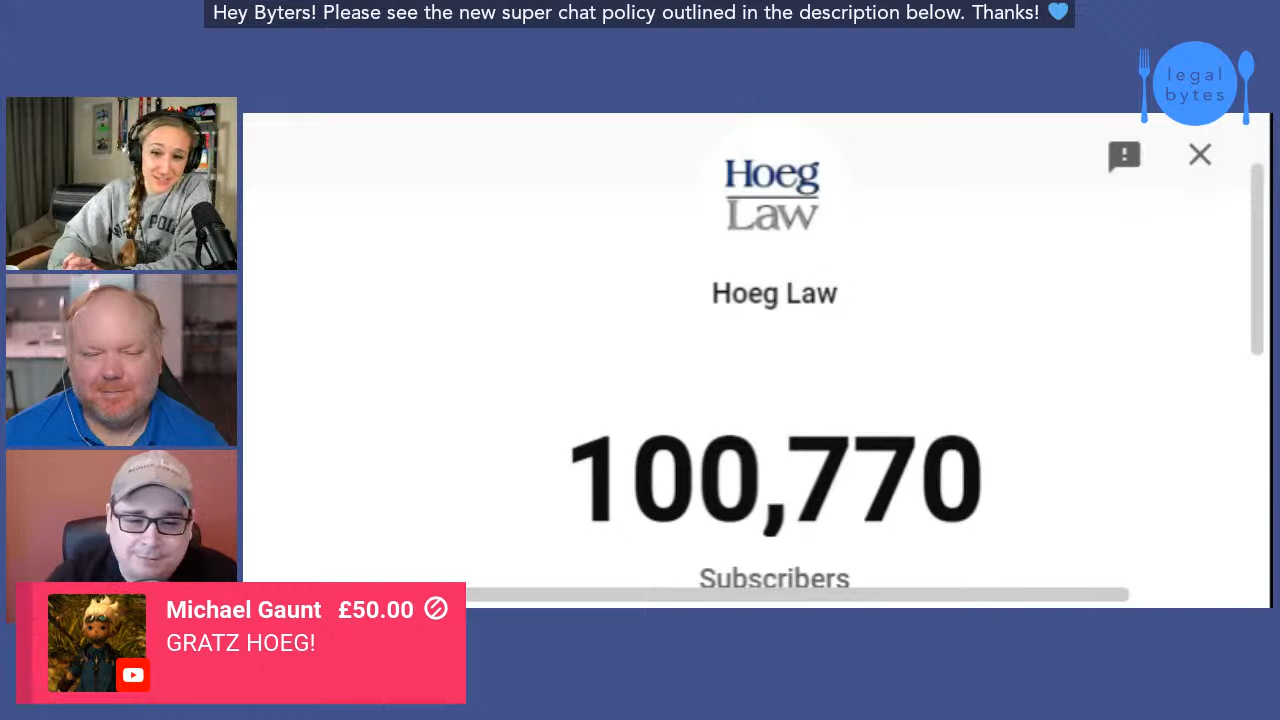 Hey Byters! Please see the new super chat policy outlined in the description below. Thanks! 💙
legal
bytes
Hoeg
Law
Hoeg Law
100,770
Subscribers
Michael Gaunt £50.00
GRATZ HOEG!